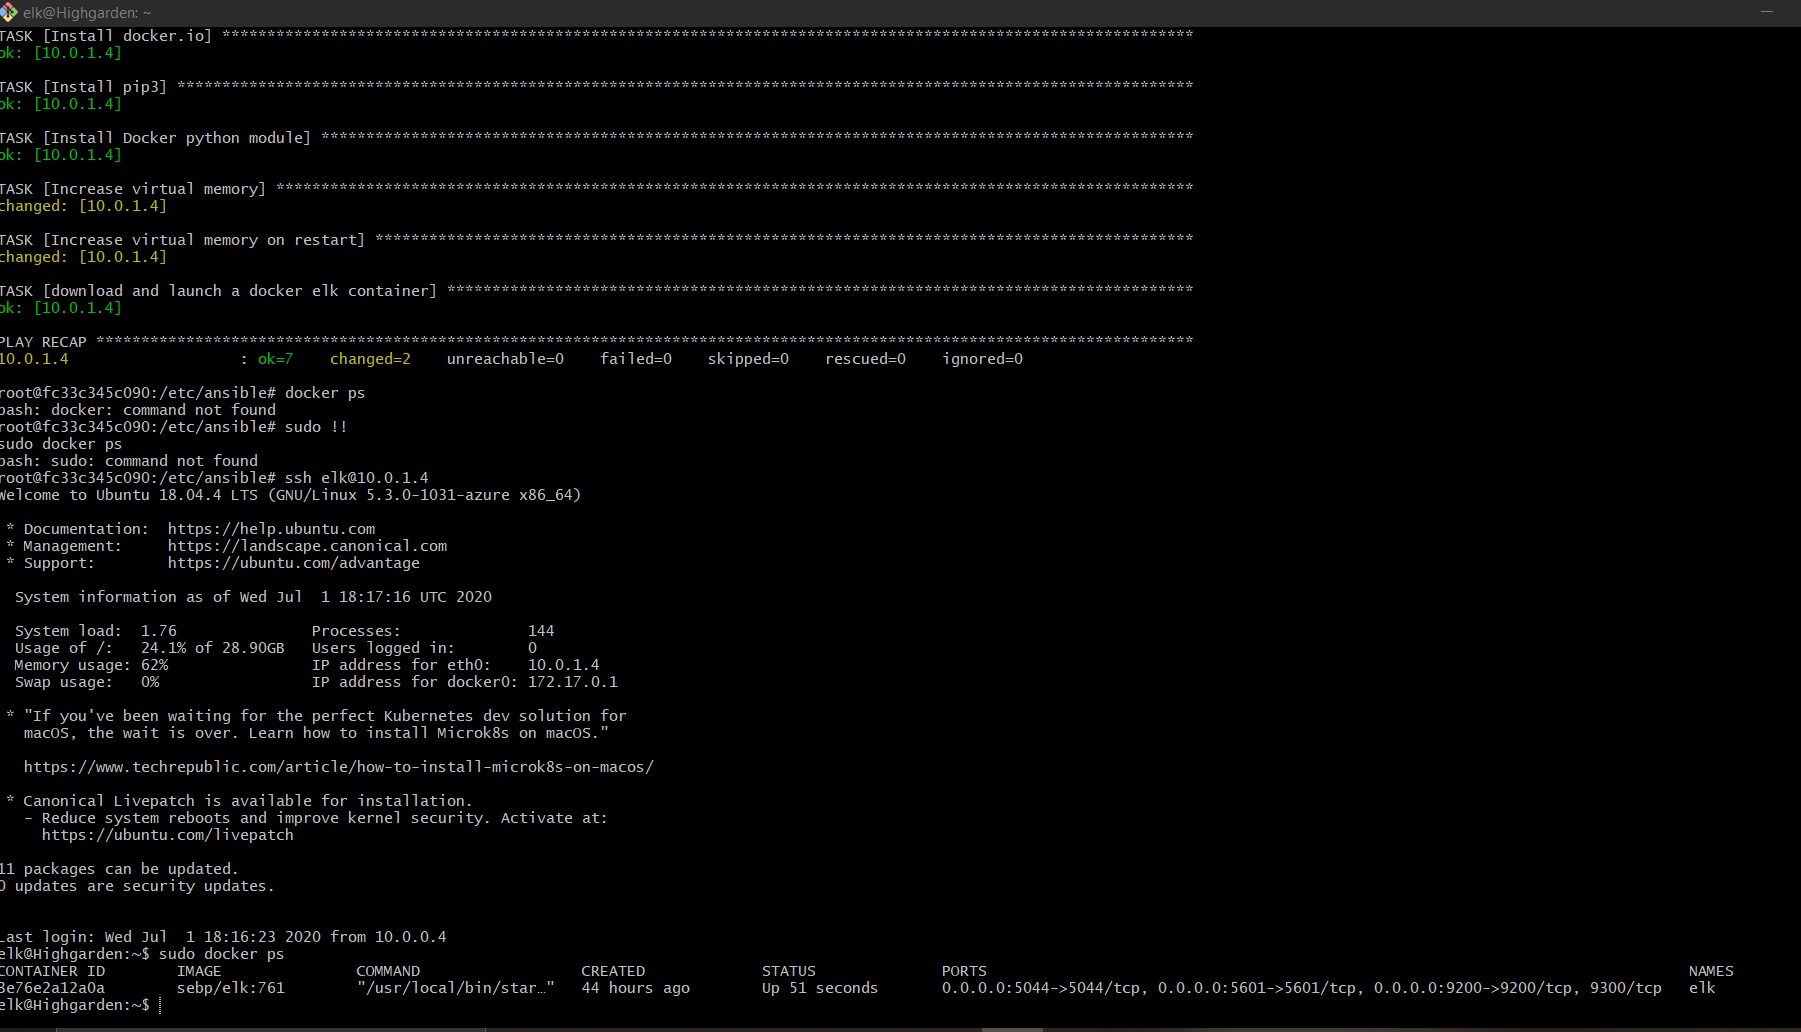 elk@Highgarden: ~
TASK [Install docker.io] ************************************************************************************************************
ok: [10.0.1.4]
TASK [Install pip3] *****************************************************************************************************************
ok: [10.0.1.4]
TASK [Install Docker python module] *************************************************************************************************
ok: [10.0.1.4]
TASK [Increase virtual memory] ******************************************************************************************************
changed: [10.0.1.4]
TASK [Increase virtual memory on restart] *******************************************************************************************
changed: [10.0.1.4]
TASK [download and launch a docker elk container] ***********************************************************************************
ok: [10.0.1.4]
PLAY RECAP **************************************************************************************************************************
10.0.1.4                   : ok=7    changed=2    unreachable=0    failed=0    skipped=0    rescued=0    ignored=0
root@fc33c345c090:/etc/ansible# docker ps
bash: docker: command not found
root@fc33c345c090:/etc/ansible# sudo !!
sudo docker ps
bash: sudo: command not found
root@fc33c345c090:/etc/ansible# ssh elk@10.0.1.4
Welcome to Ubuntu 18.04.4 LTS (GNU/Linux 5.3.0-1031-azure x86_64)
* Documentation:  https://help.ubuntu.com
* Management:     https://landscape.canonical.com
* Support:        https://ubuntu.com/advantage
System information as of Wed Jul  1 18:17:16 UTC 2020
System load:  1.76               Processes:              144
Usage of /:   24.1% of 28.90GB   Users logged in:        0
Memory usage: 62%                IP address for eth0:    10.0.1.4
Swap usage:   0%                 IP address for docker0: 172.17.0.1
* "If you've been waiting for the perfect Kubernetes dev solution for
macOS, the wait is over. Learn how to install Microk8s on macOS."
https://www.techrepublic.com/article/how-to-install-microk8s-on-macos/
* Canonical Livepatch is available for installation.
- Reduce system reboots and improve kernel security. Activate at:
https://ubuntu.com/livepatch
11 packages can be updated.
0 updates are security updates.
Last login: Wed Jul  1 18:16:23 2020 from 10.0.0.4
elk@Highgarden:~$ sudo docker ps
CONTAINER ID        IMAGE               COMMAND                  CREATED             STATUS              PORTS                                                                              NAMES
3e76e2a12a0a        sebp/elk:761        "/usr/local/bin/star…"   44 hours ago        Up 51 seconds       0.0.0.0:5044->5044/tcp, 0.0.0.0:5601->5601/tcp, 0.0.0.0:9200->9200/tcp, 9300/tcp   elk
elk@Highgarden:~$